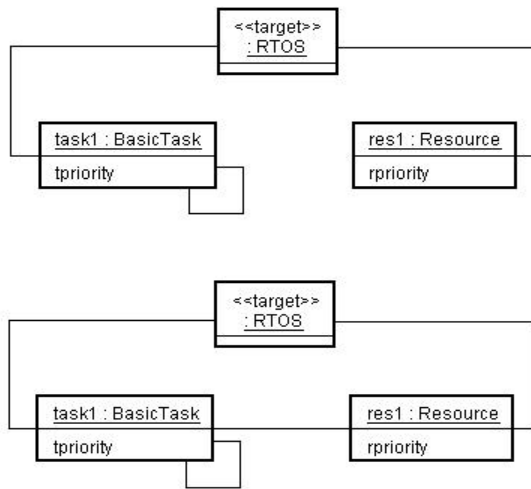 <<target>>
: RTOS
task1 : BasicTask
tpriority
res1 : Resource
rpriority
<<target>>
: RTOS
task1 : BasicTask
tpriority
res1 : Resource
rpriority